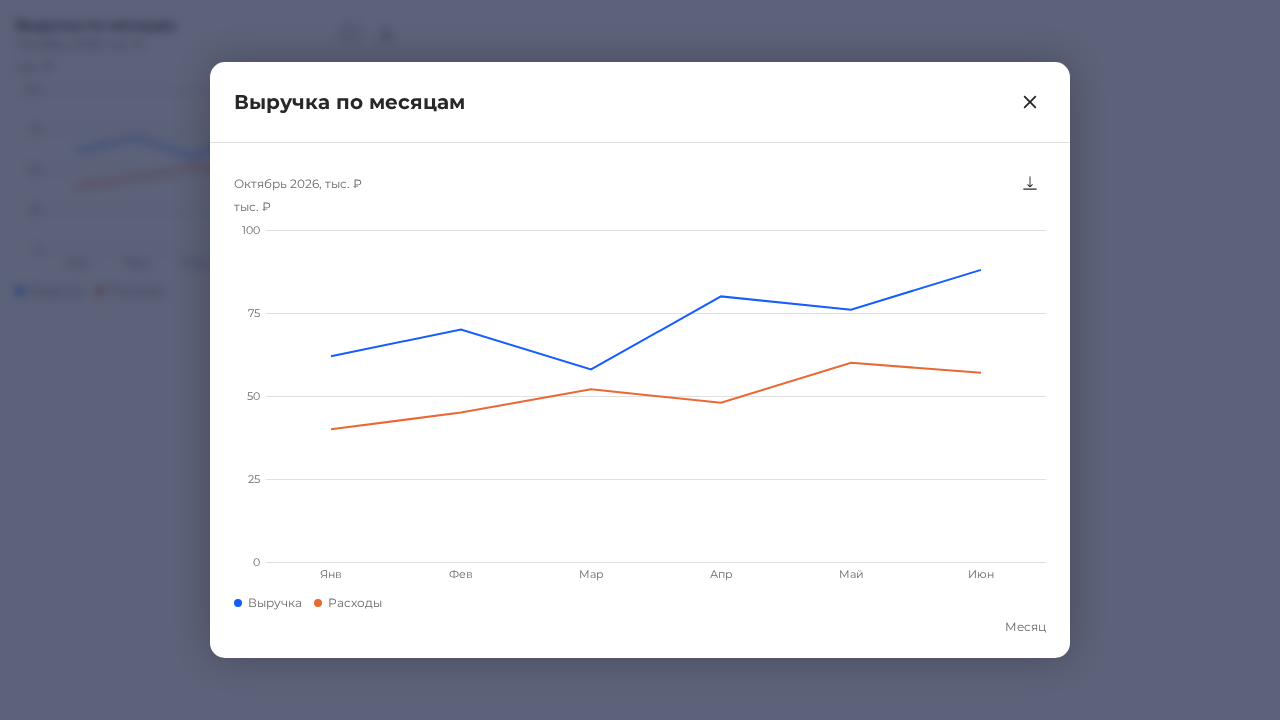 Выручка по месяцам
Октябрь 2026, тыс. ₽
тыс. ₽
100
75
50
25
0
Янв Фев Мар Апр Май Июн
Выручка Расходы
Месяц